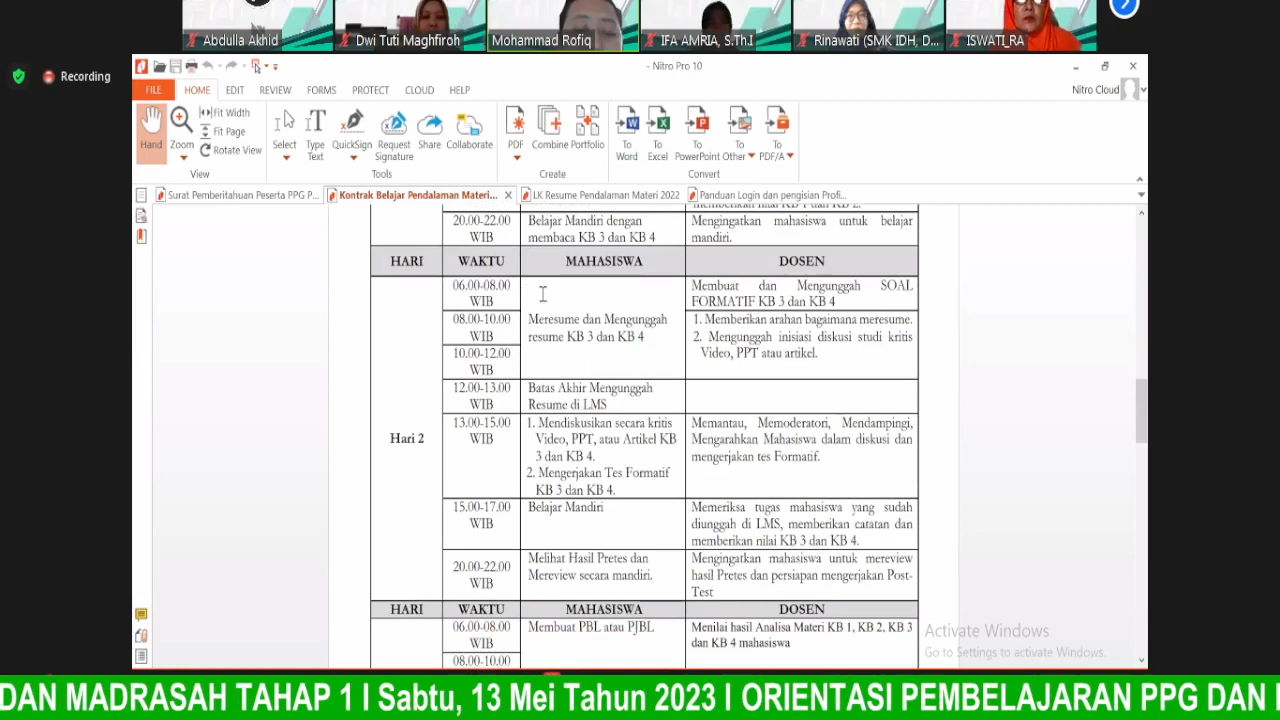 Abdulla Akhid
Dwi Tuti Maghfiroh
Mohammad Rofiq
IFA AMRIA, S.Th.I
Rinawati (SMK IDH, D...
ISWATI_RA
Recording
- Nitro Pro 10
FILE
HOME
EDIT
REVIEW
FORMS
PROTECT
CLOUD
HELP
Nitro Cloud
Hand
Zoom
Fit Width
Fit Page
Rotate View
View
Select
Type
Text
QuickSign
Request
Signature
Share
Collaborate
Tools
PDF
Combine
Portfolio
Create
To
Word
To
Excel
To
PowerPoint
To
Other
To
PDF/A
Convert
Surat Pemberitahuan Peserta PPG P...
Kontrak Belajar Pendalaman Materi...
LK Resume Pendalaman Materi 2022
Panduan Login dan pengisian Profi...
memberikan nilai KB 1 dan KB 2.
20.00-22.00
WIB
Belajar Mandiri dengan
membaca KB 3 dan KB 4
Mengingatkan mahasiswa untuk belajar
mandiri.
HARI WAKTU MAHASISWA DOSEN
Hari 2
06.00-08.00
WIB
Membuat dan Mengunggah SOAL
FORMATIF KB 3 dan KB 4
08.00-10.00
WIB
10.00-12.00
WIB
Meresume dan Mengunggah
resume KB 3 dan KB 4
1. Memberikan arahan bagaimana meresume.
2. Mengunggah inisiasi diskusi studi kritis
Video, PPT atau artikel.
12.00-13.00
WIB
Batas Akhir Mengunggah
Resume di LMS
13.00-15.00
WIB
1. Mendiskusikan secara kritis
Video, PPT, atau Artikel KB
3 dan KB 4.
2. Mengerjakan Tes Formatif
KB 3 dan KB 4.
Memantau, Memoderatori, Mendampingi,
Mengarahkan Mahasiswa dalam diskusi dan
mengerjakan tes Formatif.
15.00-17.00
WIB
Belajar Mandiri
Memeriksa tugas mahasiswa yang sudah
diunggah di LMS, memberikan catatan dan
memberikan nilai KB 3 dan KB 4.
20.00-22.00
WIB
Melihat Hasil Pretes dan
Mereview secara mandiri.
Mengingatkan mahasiswa untuk mereview
hasil Pretes dan persiapan mengerjakan Post-
Test
HARI WAKTU MAHASISWA DOSEN
06.00-08.00
WIB
Membuat PBL atau PJBL
Menilai hasil Analisa Materi KB 1, KB 2, KB 3
dan KB 4 mahasiswa
08.00-10.00
Activate Windows
Go to Settings to activate Windows.
DAN MADRASAH TAHAP 1 I Sabtu, 13 Mei Tahun 2023 I ORIENTASI PEMBELAJARAN PPG DAN